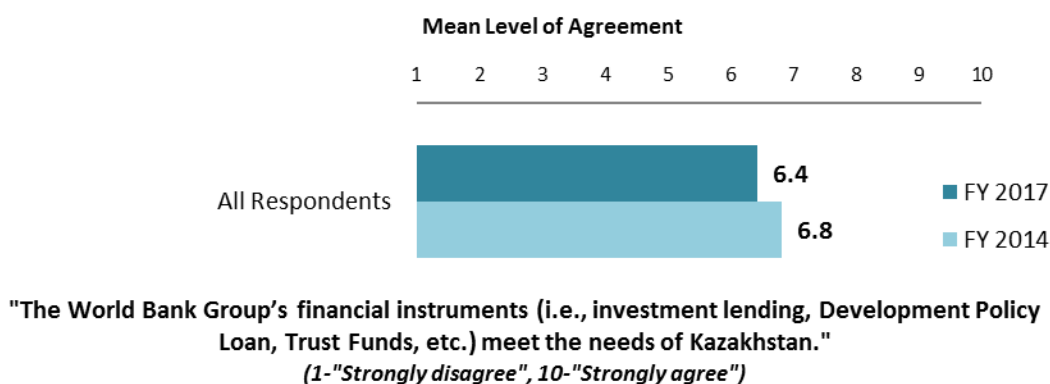 Mean Level of Agreement
1 2 3 4 5 6 7 8 9 10
All Respondents
6.4
6.8
FY 2017
FY 2014
"The World Bank Group’s financial instruments (i.e., investment lending, Development Policy
Loan, Trust Funds, etc.) meet the needs of Kazakhstan."
(1-"Strongly disagree", 10-"Strongly agree")